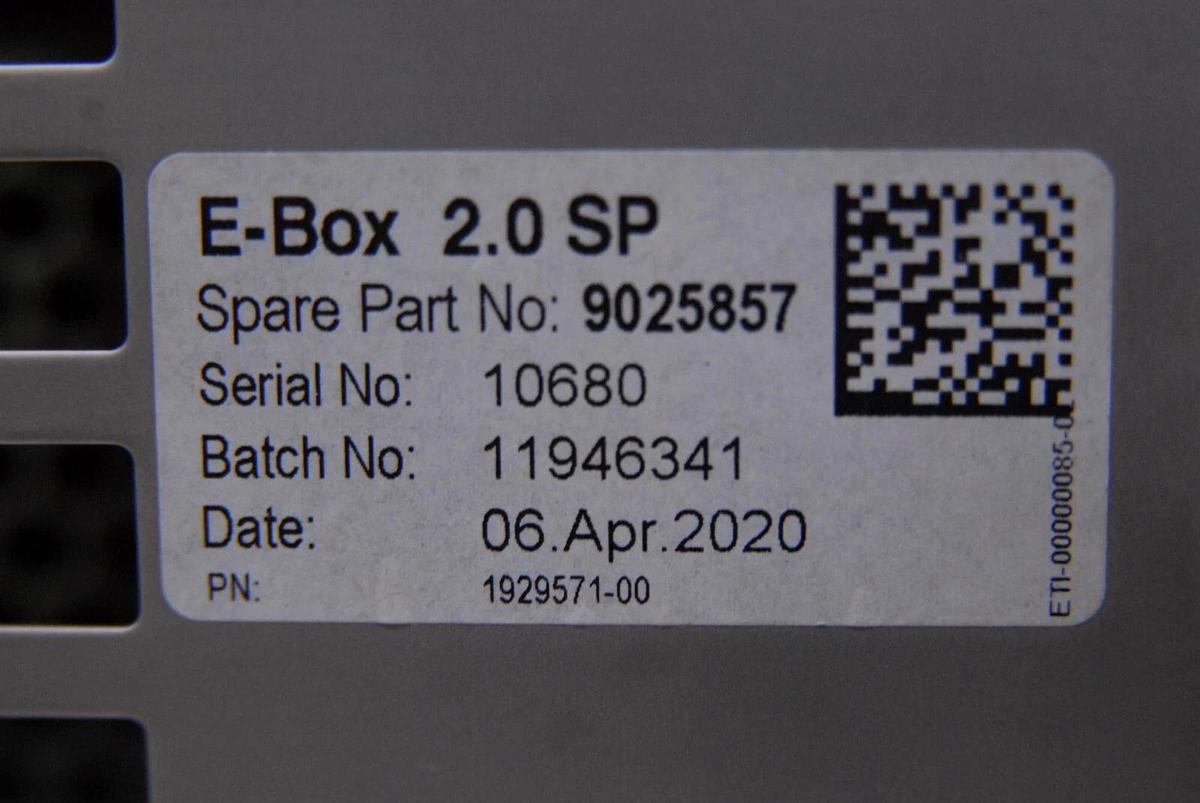 E-Box 2.0 SP
Spare Part No: 9025857
Serial No: 10680
Batch No: 11946341
Date: 06.Apr.2020
PN: 1929571-00